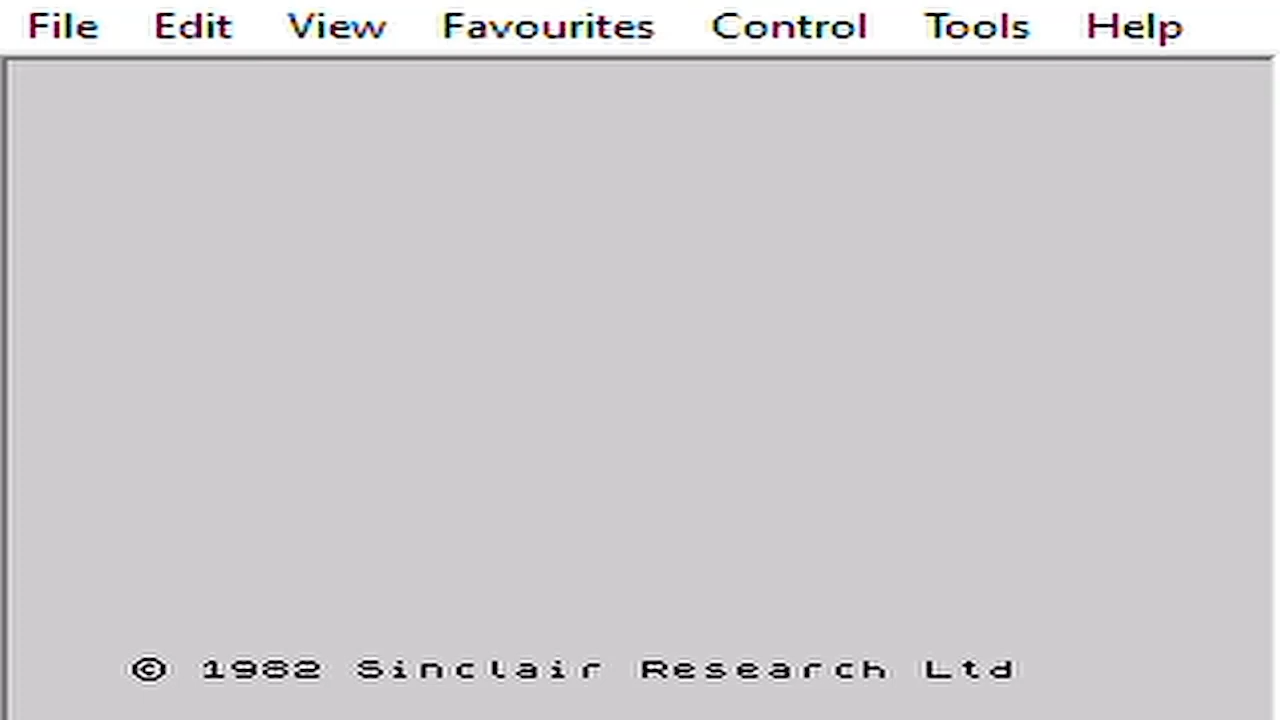 File Edit View Favourites Control Tools Help
© 1982 Sinclair Research Ltd